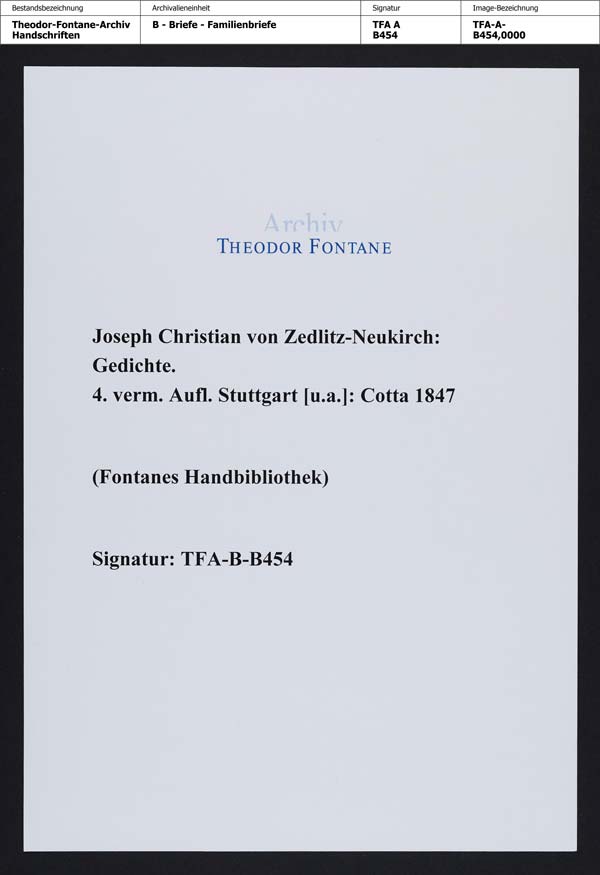 Bestandsbezeichnung Archivalieneinheit Signatur Image-Bezeichnung
Theodor-Fontane-Archiv B - Briefe - Familienbriefe TFA A TFA-A-
Handschriften B454 B454,0000
Archiv
THEODOR FONTANE
Joseph Christian von Zedlitz-Neukirch:
Gedichte.
4. verm. Aufl. Stuttgart [u.a.]: Cotta 1847
(Fontanes Handbibliothek)
Signatur: TFA-B-B454